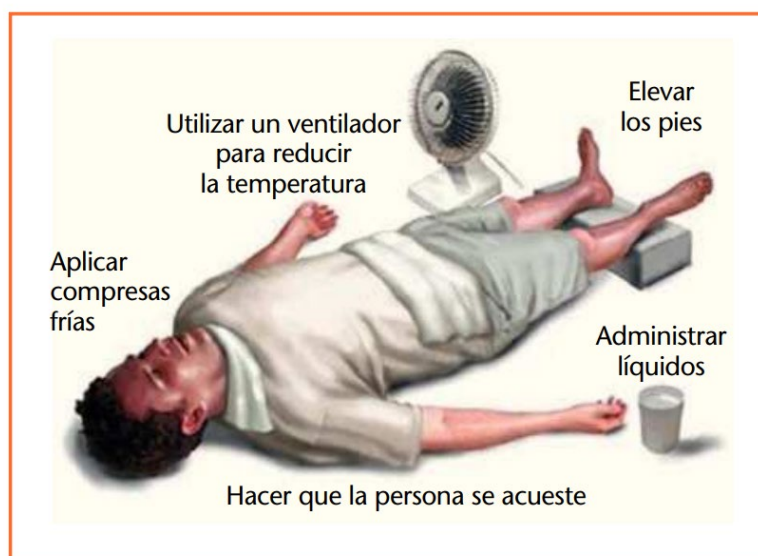 Utilizar un ventilador
para reducir
la temperatura
Elevar
los pies
Aplicar
compresas
frías
Administrar
líquidos
Hacer que la persona se acueste